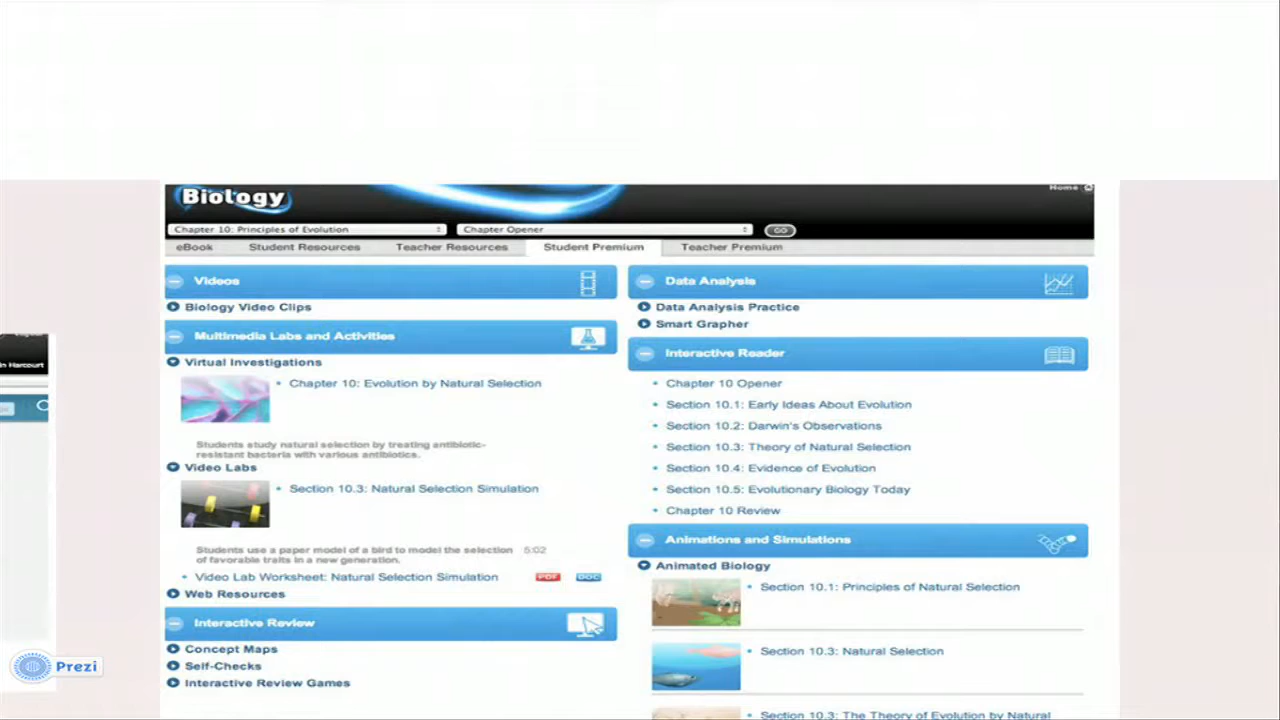 Biology
Home
Chapter 10: Principles of Evolution
Chapter Opener
GO
eBook
Student Resources
Teacher Resources
Student Premium
Teacher Premium
Videos
Biology Video Clips
Multimedia Labs and Activities
Virtual Investigations
Chapter 10: Evolution by Natural Selection
Students study natural selection by treating antibiotic-
resistant bacteria with various antibiotics.
Video Labs
Section 10.3: Natural Selection Simulation
Students use a paper model of a bird to model the selection 5:02
of favorable traits in a new generation.
Video Lab Worksheet: Natural Selection Simulation PDF DOC
Web Resources
Interactive Review
Concept Maps
Self-Checks
Interactive Review Games
Data Analysis
Data Analysis Practice
Smart Grapher
Interactive Reader
Chapter 10 Opener
Section 10.1: Early Ideas About Evolution
Section 10.2: Darwin's Observations
Section 10.3: Theory of Natural Selection
Section 10.4: Evidence of Evolution
Section 10.5: Evolutionary Biology Today
Chapter 10 Review
Animations and Simulations
Animated Biology
Section 10.1: Principles of Natural Selection
Section 10.3: Natural Selection
Section 10.3: The Theory of Evolution by Natural
in Harcourt
Prezi